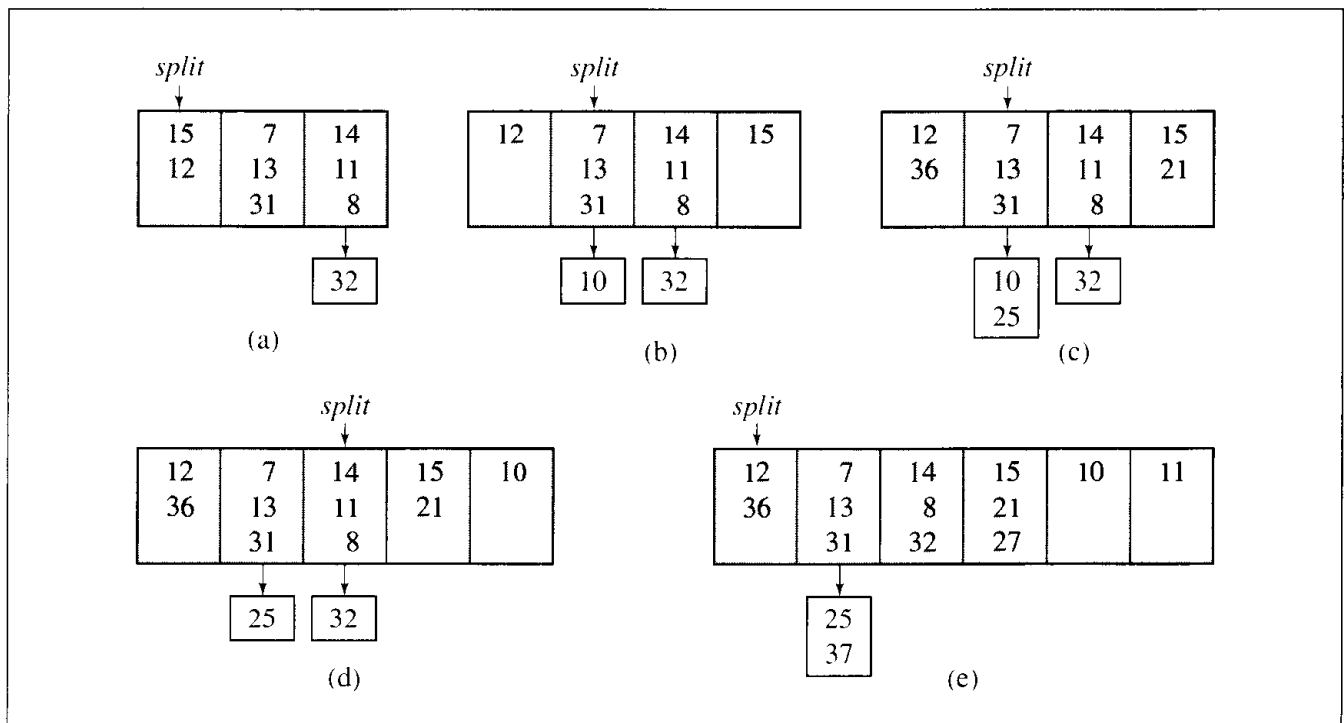 split
15 7 14
12 13 11
31 8
32
(a)
split
12 7 14 15
13 11
31 8
10 32
(b)
split
12 7 14 15
36 13 11 21
31 8
10 32
25
(c)
split
12 7 14 15 10
36 13 11 21
31 8
25 32
(d)
split
12 7 14 15 10 11
36 13 8 21
31 32 27
25
37
(e)